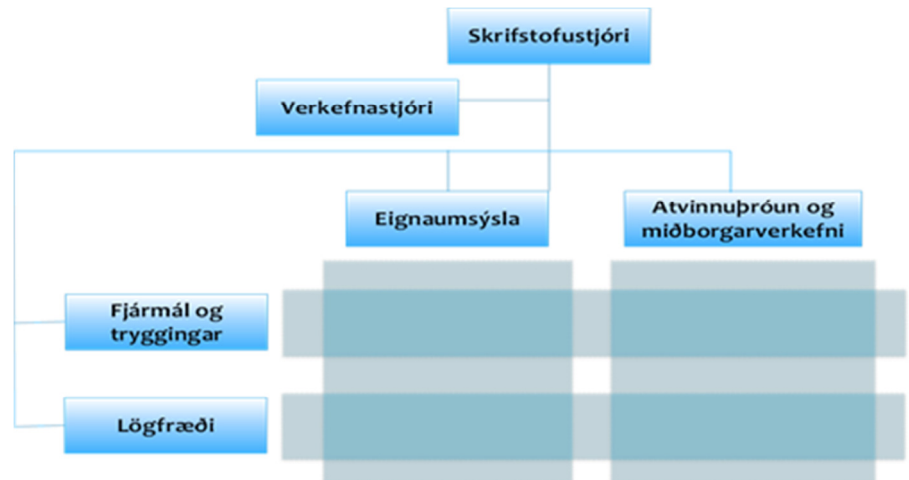 Skrifstofustjóri
Verkefnastjóri
Eignaumsýsla
Atvinnuþróun og
miðborgarverkefni
Fjármál og
tryggingar
Lögfræði